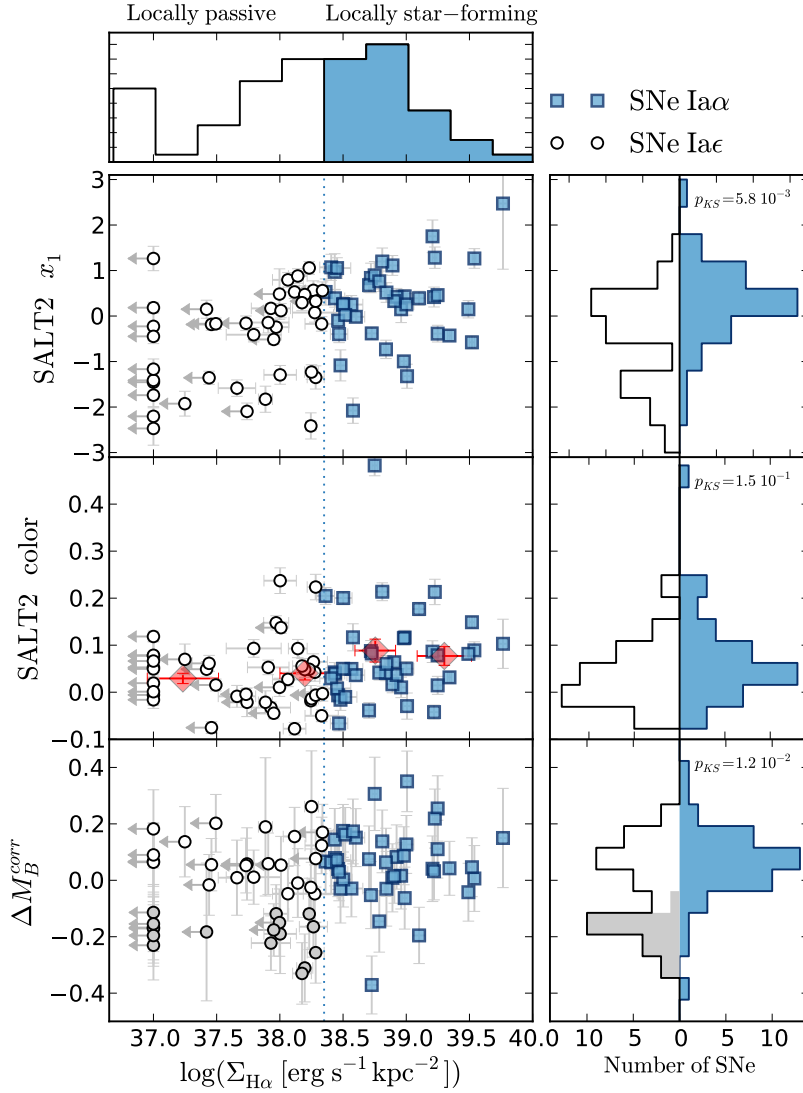 Locally passive Locally star−forming
SNe Iaα
SNe Iaϵ
SALT2 x₁
3
2
1
0
−1
−2
−3
p_KS=5.8 10⁻³
SALT2 color
0.4
0.3
0.2
0.1
0.0
−0.1
p_KS=1.5 10⁻¹
ΔM_B^corr
0.4
0.2
0.0
−0.2
−0.4
p_KS=1.2 10⁻²
37.0 37.5 38.0 38.5 39.0 39.5 40.0
10 5 0 5 10
log(Σ_Hα [erg s⁻¹ kpc⁻²])
Number of SNe